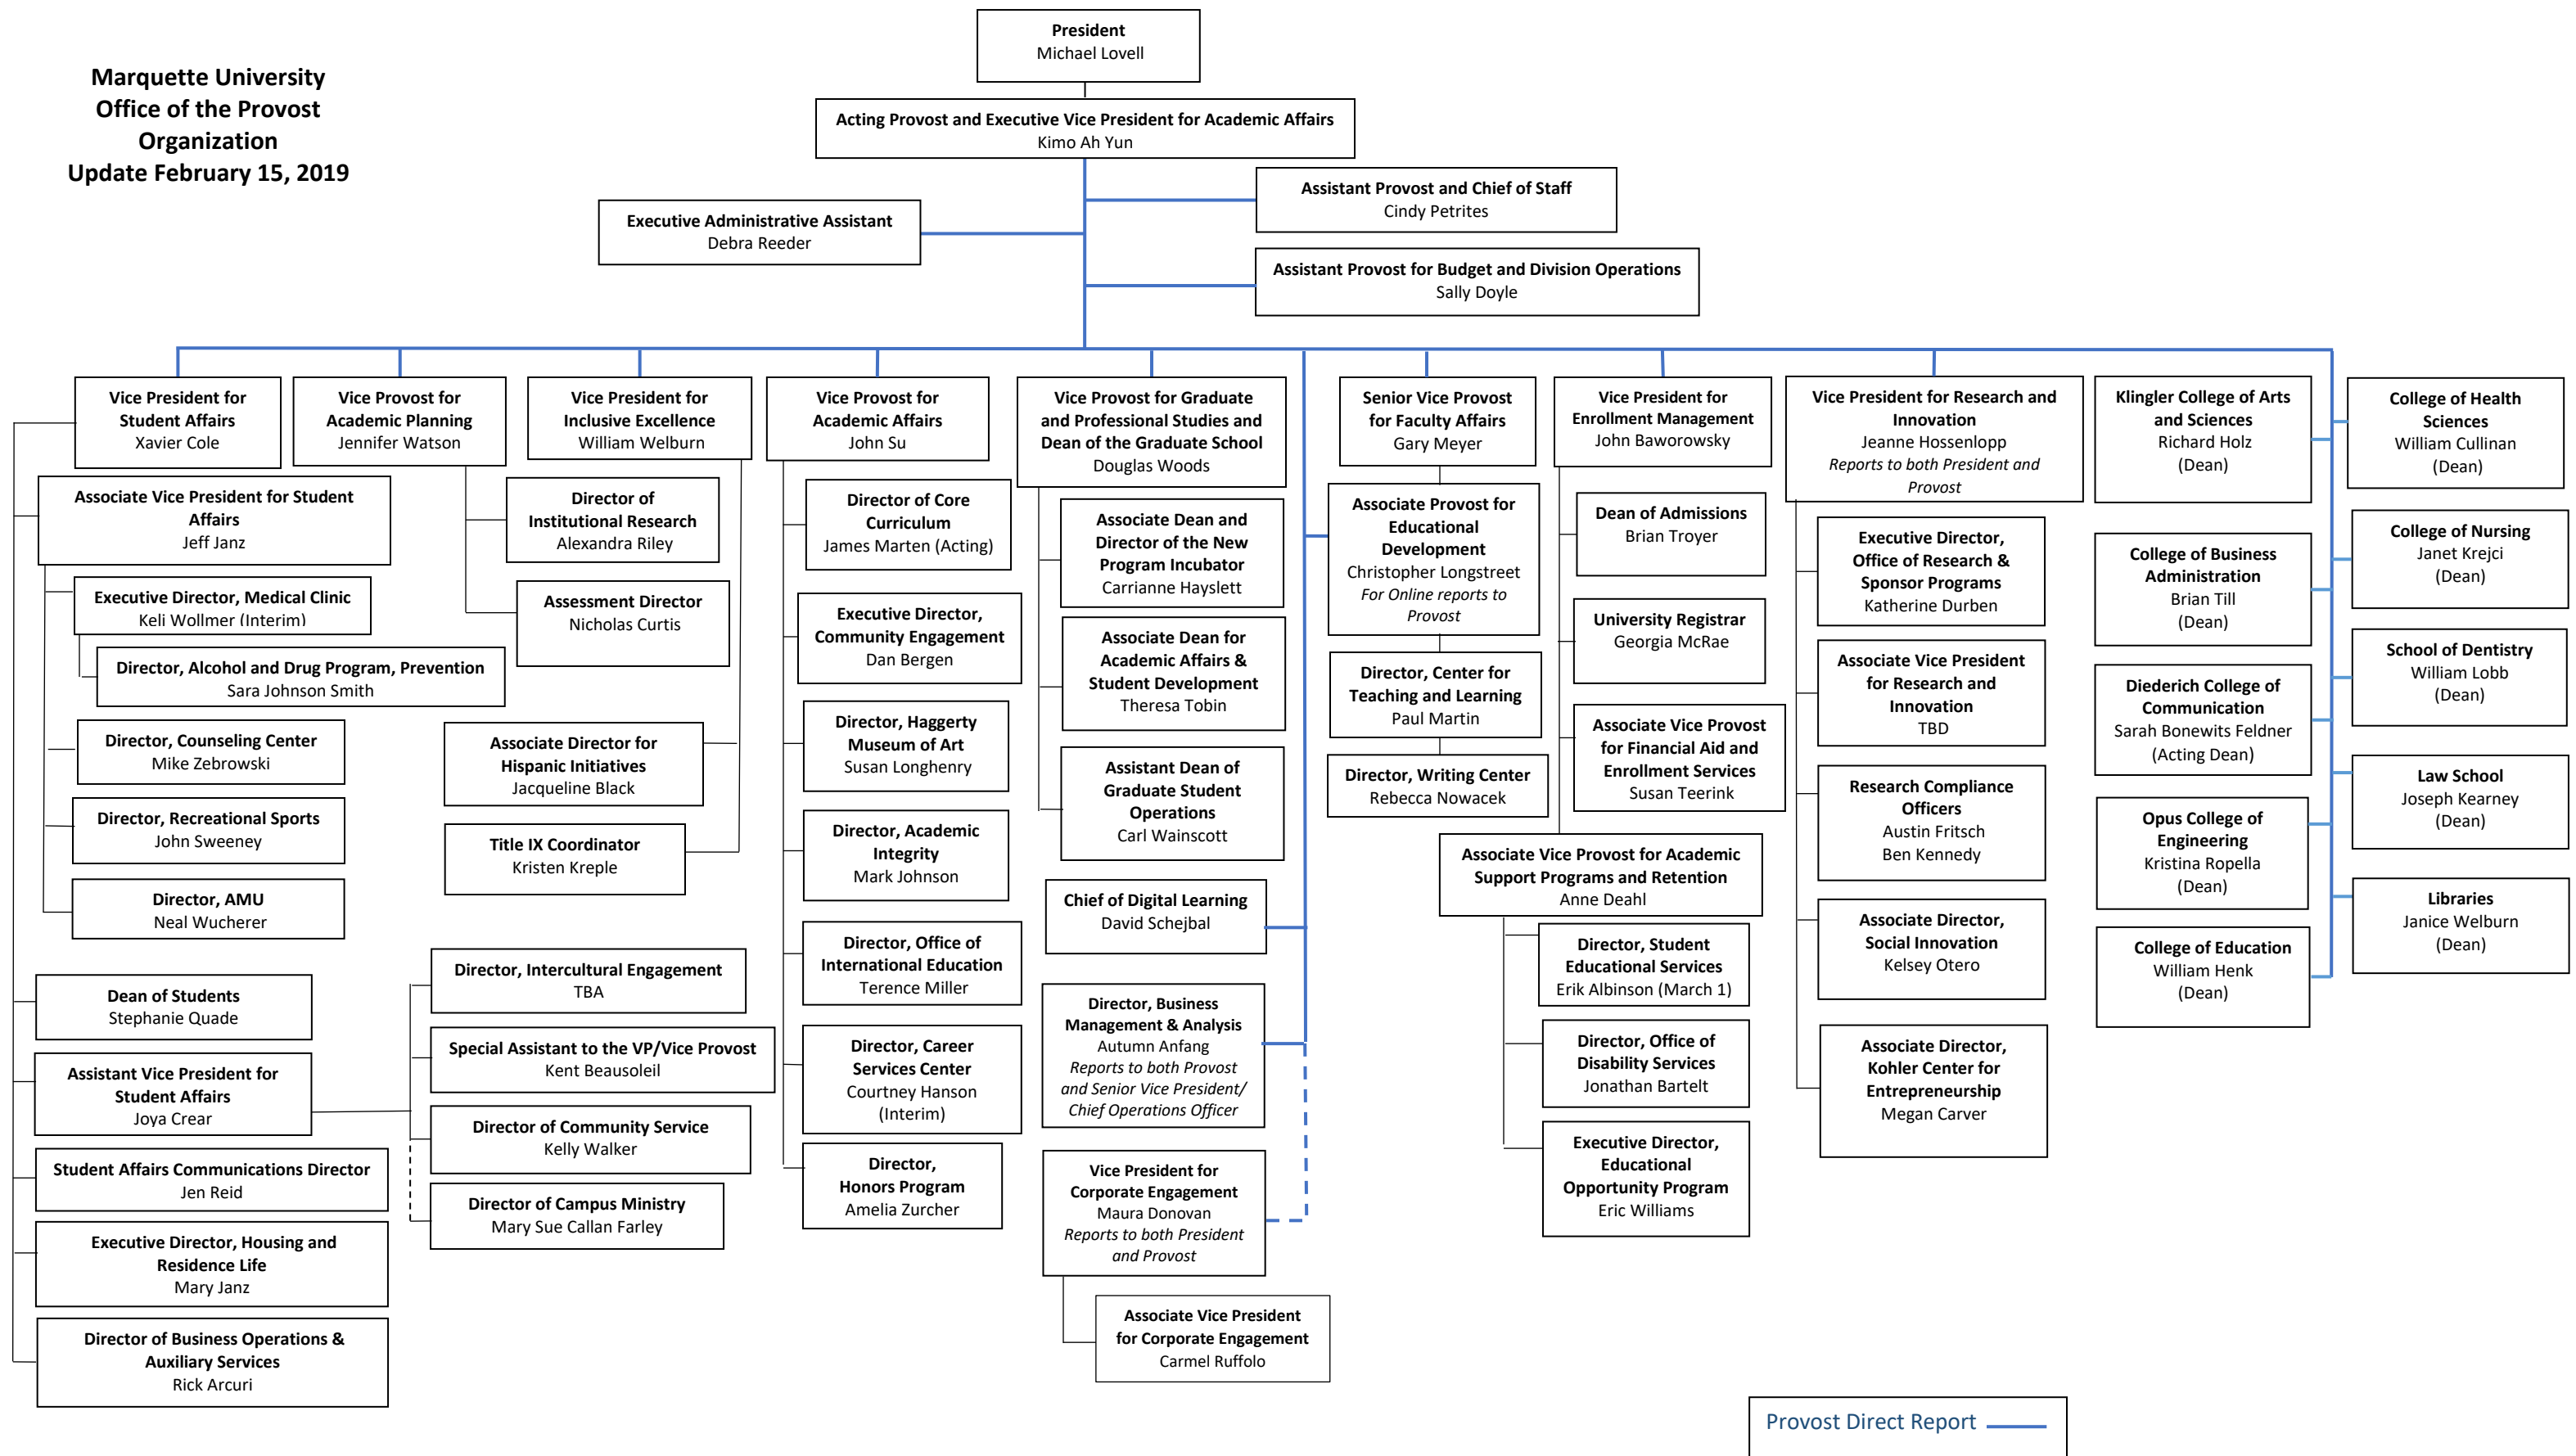 Marquette University
Office of the Provost
Organization
Update February 15, 2019
President
Michael Lovell
Acting Provost and Executive Vice President for Academic Affairs
Kimo Ah Yun
Assistant Provost and Chief of Staff
Cindy Petrites
Executive Administrative Assistant
Debra Reeder
Assistant Provost for Budget and Division Operations
Sally Doyle
Vice President for
Student Affairs
Xavier Cole
Associate Vice President for Student
Affairs
Jeff Janz
Executive Director, Medical Clinic
Keli Wollmer (Interim)
Director, Alcohol and Drug Program, Prevention
Sara Johnson Smith
Director, Counseling Center
Mike Zebrowski
Director, Recreational Sports
John Sweeney
Director, AMU
Neal Wucherer
Dean of Students
Stephanie Quade
Assistant Vice President for
Student Affairs
Joya Crear
Student Affairs Communications Director
Jen Reid
Executive Director, Housing and
Residence Life
Mary Janz
Director of Business Operations &
Auxiliary Services
Rick Arcuri
Director, Intercultural Engagement
TBA
Special Assistant to the VP/Vice Provost
Kent Beausoleil
Director of Community Service
Kelly Walker
Director of Campus Ministry
Mary Sue Callan Farley
Vice Provost for
Academic Planning
Jennifer Watson
Director of
Institutional Research
Alexandra Riley
Assessment Director
Nicholas Curtis
Vice President for
Inclusive Excellence
William Welburn
Associate Director for
Hispanic Initiatives
Jacqueline Black
Title IX Coordinator
Kristen Kreple
Vice Provost for
Academic Affairs
John Su
Director of Core
Curriculum
James Marten (Acting)
Executive Director,
Community Engagement
Dan Bergen
Director, Haggerty
Museum of Art
Susan Longhenry
Director, Academic
Integrity
Mark Johnson
Director, Office of
International Education
Terence Miller
Director, Career
Services Center
Courtney Hanson
(Interim)
Director,
Honors Program
Amelia Zurcher
Vice Provost for Graduate
and Professional Studies and
Dean of the Graduate School
Douglas Woods
Associate Dean and
Director of the New
Program Incubator
Carrianne Hayslett
Associate Dean for
Academic Affairs &
Student Development
Theresa Tobin
Assistant Dean of
Graduate Student
Operations
Carl Wainscott
Chief of Digital Learning
David Schejbal
Director, Business
Management & Analysis
Autumn Anfang
Reports to both Provost
and Senior Vice President/
Chief Operations Officer
Vice President for
Corporate Engagement
Maura Donovan
Reports to both President
and Provost
Associate Vice President
for Corporate Engagement
Carmel Ruffolo
Senior Vice Provost
for Faculty Affairs
Gary Meyer
Associate Provost for
Educational
Development
Christopher Longstreet
For Online reports to
Provost
Director, Center for
Teaching and Learning
Paul Martin
Director, Writing Center
Rebecca Nowacek
Vice President for
Enrollment Management
John Baworowsky
Dean of Admissions
Brian Troyer
University Registrar
Georgia McRae
Associate Vice Provost
for Financial Aid and
Enrollment Services
Susan Teerink
Associate Vice Provost for Academic
Support Programs and Retention
Anne Deahl
Director, Student
Educational Services
Erik Albinson (March 1)
Director, Office of
Disability Services
Jonathan Bartelt
Executive Director,
Educational
Opportunity Program
Eric Williams
Vice President for Research and
Innovation
Jeanne Hossenlopp
Reports to both President and
Provost
Executive Director,
Office of Research &
Sponsor Programs
Katherine Durben
Associate Vice President
for Research and
Innovation
TBD
Research Compliance
Officers
Austin Fritsch
Ben Kennedy
Associate Director,
Social Innovation
Kelsey Otero
Associate Director,
Kohler Center for
Entrepreneurship
Megan Carver
Klingler College of Arts
and Sciences
Richard Holz
(Dean)
College of Business
Administration
Brian Till
(Dean)
Diederich College of
Communication
Sarah Bonewits Feldner
(Acting Dean)
Opus College of
Engineering
Kristina Ropella
(Dean)
College of Education
William Henk
(Dean)
College of Health
Sciences
William Cullinan
(Dean)
College of Nursing
Janet Krejci
(Dean)
School of Dentistry
William Lobb
(Dean)
Law School
Joseph Kearney
(Dean)
Libraries
Janice Welburn
(Dean)
Provost Direct Report